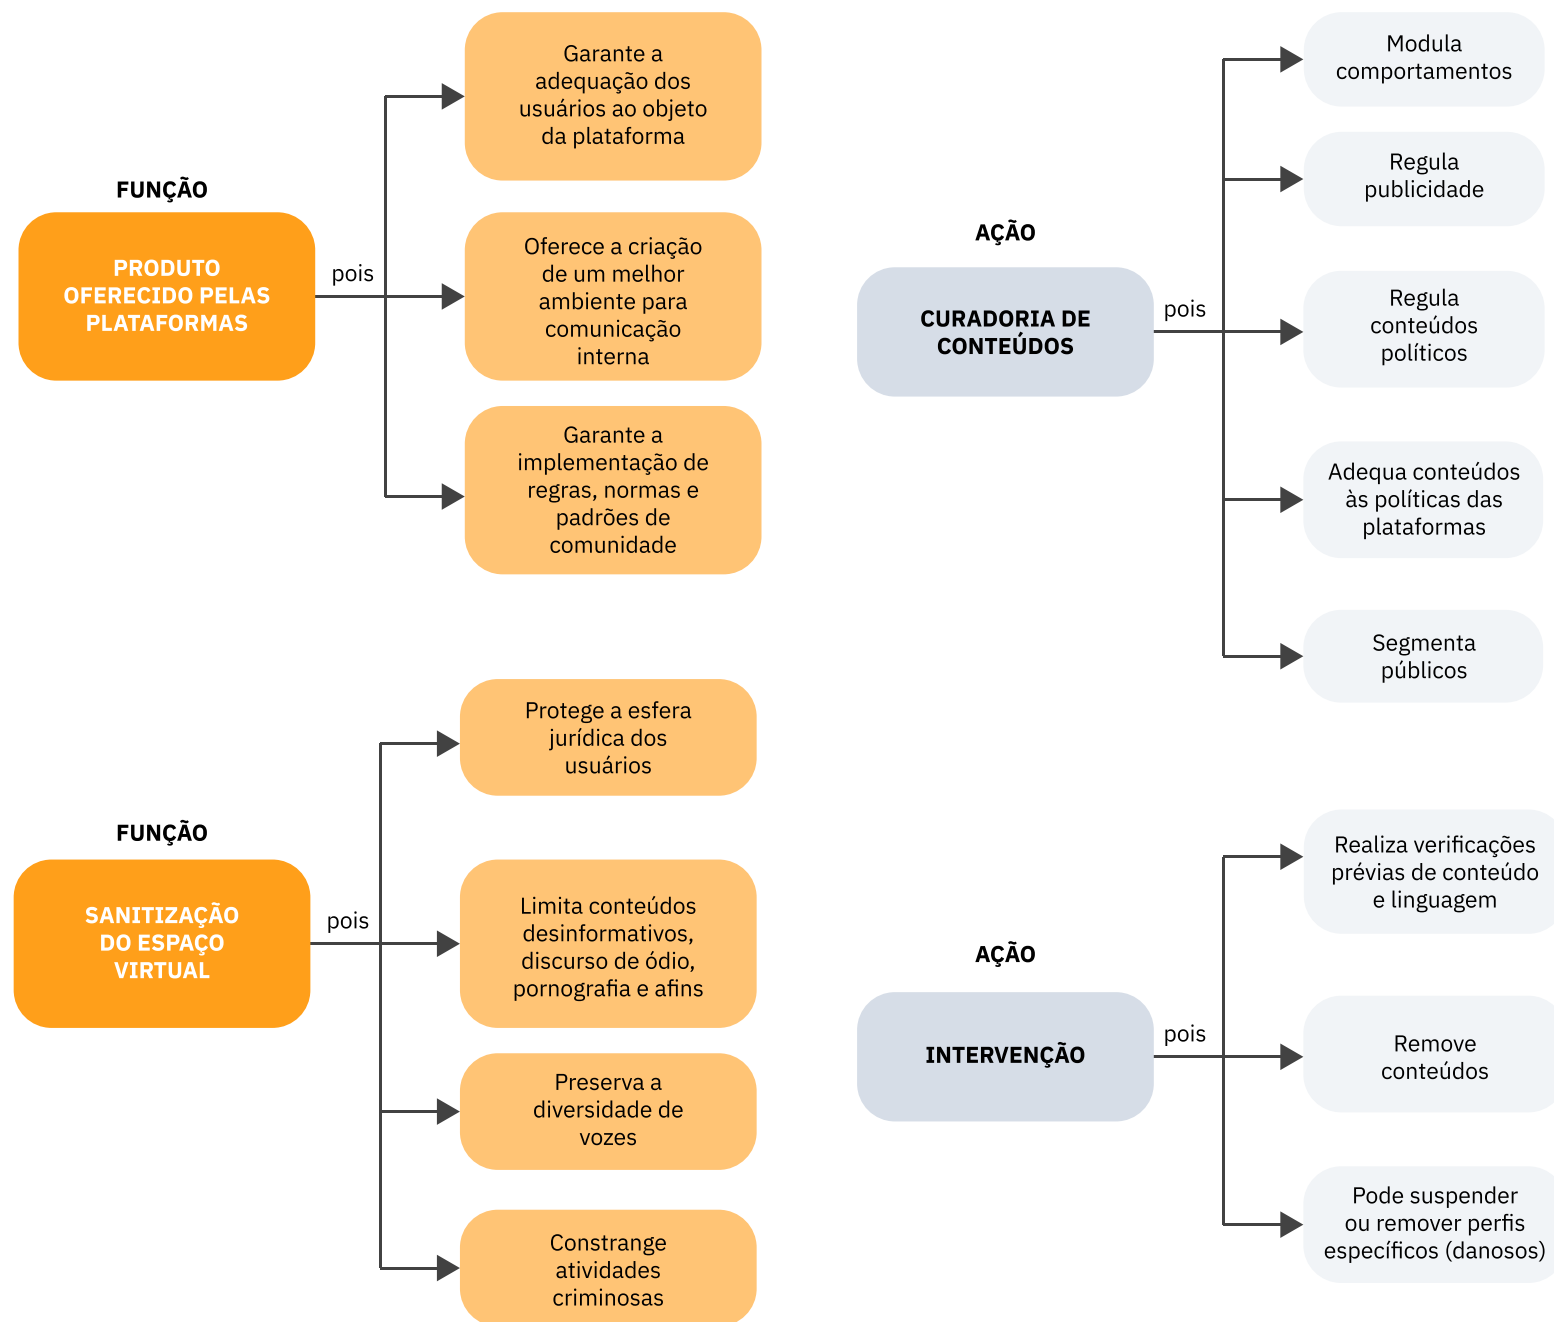 FUNÇÃO
PRODUTO
OFERECIDO PELAS
PLATAFORMAS
pois
Garante a
adequação dos
usuários ao objeto
da plataforma
Oferece a criação
de um melhor
ambiente para
comunicação
interna
Garante a
implementação de
regras, normas e
padrões de
comunidade
AÇÃO
CURADORIA DE
CONTEÚDOS
pois
Modula
comportamentos
Regula
publicidade
Regula
conteúdos
políticos
Adequa conteúdos
às políticas das
plataformas
Segmenta
públicos
FUNÇÃO
SANITIZAÇÃO
DO ESPAÇO
VIRTUAL
pois
Protege a esfera
jurídica dos
usuários
Limita conteúdos
desinformativos,
discurso de ódio,
pornografia e afins
Preserva a
diversidade de
vozes
Constrange
atividades
criminosas
AÇÃO
INTERVENÇÃO
pois
Realiza verificações
prévias de conteúdo
e linguagem
Remove
conteúdos
Pode suspender
ou remover perfis
específicos (danosos)